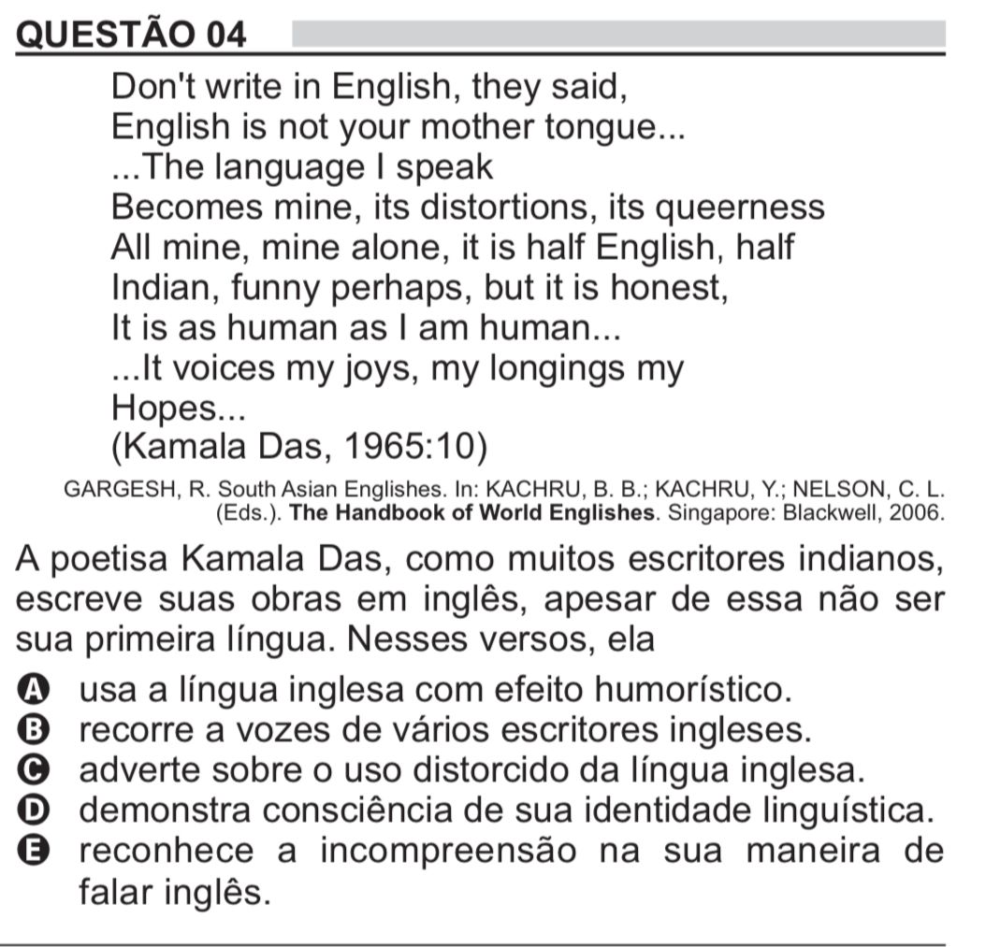 QUESTÃO 04
Don't write in English, they said,
English is not your mother tongue...
...The language I speak
Becomes mine, its distortions, its queerness
All mine, mine alone, it is half English, half
Indian, funny perhaps, but it is honest,
It is as human as I am human...
...It voices my joys, my longings my
Hopes...
(Kamala Das, 1965:10)
GARGESH, R. South Asian Englishes. In: KACHRU, B. B.; KACHRU, Y.; NELSON, C. L.
(Eds.). The Handbook of World Englishes. Singapore: Blackwell, 2006.
A poetisa Kamala Das, como muitos escritores indianos,
escreve suas obras em inglês, apesar de essa não ser
sua primeira língua. Nesses versos, ela
A usa a língua inglesa com efeito humorístico.
B recorre a vozes de vários escritores ingleses.
C adverte sobre o uso distorcido da língua inglesa.
D demonstra consciência de sua identidade linguística.
E reconhece a incompreensão na sua maneira de
falar inglês.